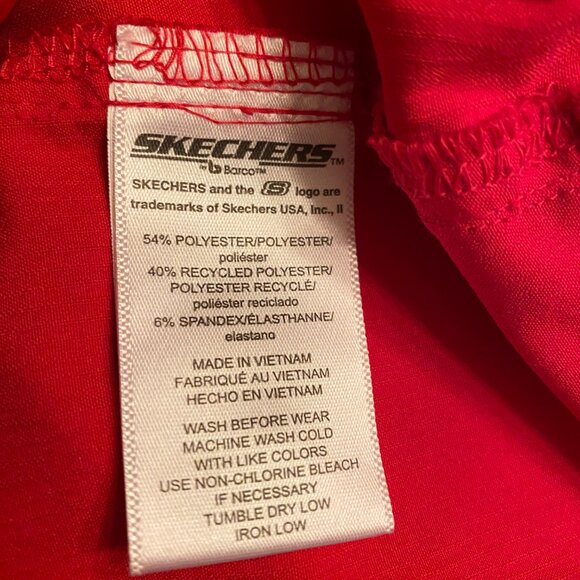 SKECHERS™
by b Barco™
SKECHERS and the S logo are
trademarks of Skechers USA, Inc., II
54% POLYESTER/POLYESTER/
poliéster
40% RECYCLED POLYESTER/
POLYESTER RECYCLÉ/
poliéster reciclado
6% SPANDEX/ÉLASTHANNE/
elastano
MADE IN VIETNAM
FABRIQUÉ AU VIETNAM
HECHO EN VIETNAM
WASH BEFORE WEAR
MACHINE WASH COLD
WITH LIKE COLORS
USE NON-CHLORINE BLEACH
IF NECESSARY
TUMBLE DRY LOW
IRON LOW